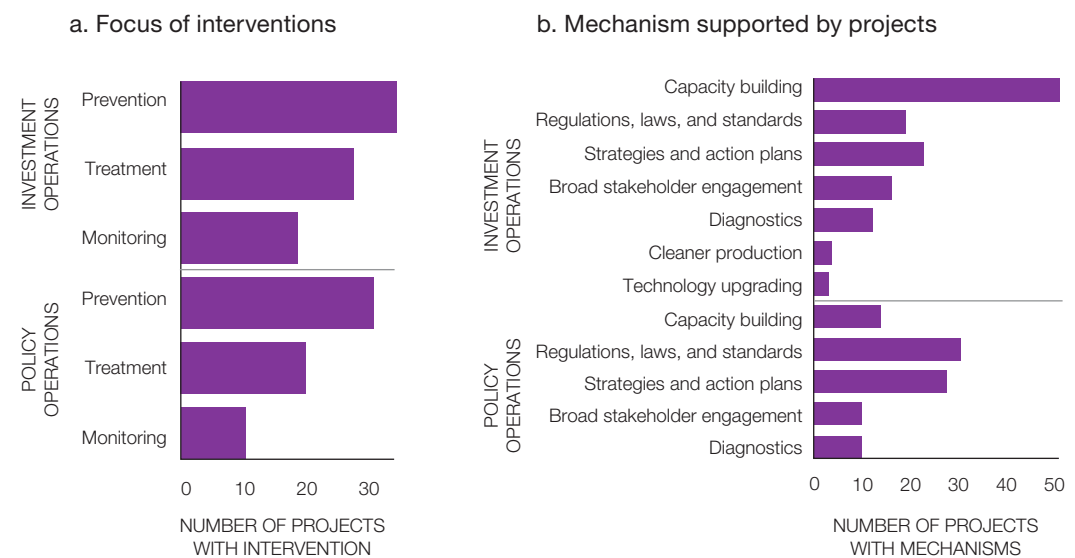 a. Focus of interventions
INVESTMENT
OPERATIONS
Prevention
Treatment
Monitoring
POLICY
OPERATIONS
Prevention
Treatment
Monitoring
0 10 20 30
NUMBER OF PROJECTS
WITH INTERVENTION
b. Mechanism supported by projects
INVESTMENT
OPERATIONS
Capacity building
Regulations, laws, and standards
Strategies and action plans
Broad stakeholder engagement
Diagnostics
Cleaner production
Technology upgrading
POLICY
OPERATIONS
Capacity building
Regulations, laws, and standards
Strategies and action plans
Broad stakeholder engagement
Diagnostics
0 10 20 30 40 50
NUMBER OF PROJECTS
WITH MECHANISMS